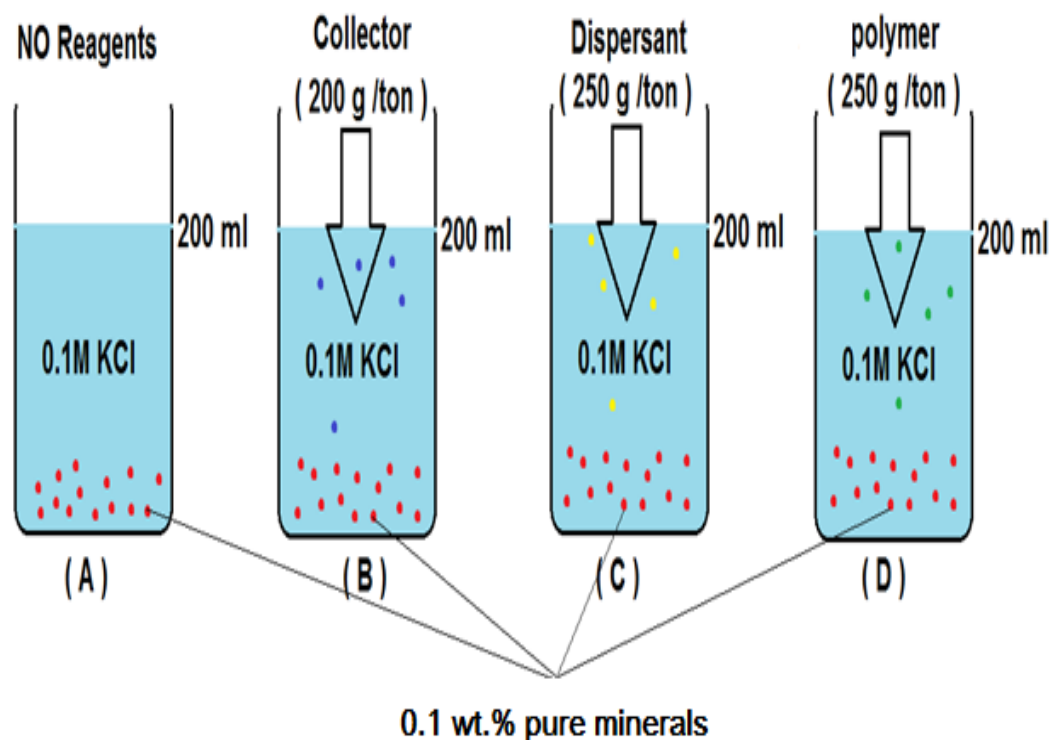 NO Reagents
Collector
( 200 g /ton )
Dispersant
( 250 g /ton )
polymer
( 250 g /ton )
200 ml
200 ml
200 ml
200 ml
0.1M KCl
0.1M KCl
0.1M KCl
0.1M KCl
( A )
( B )
( C )
( D )
0.1 wt.% pure minerals